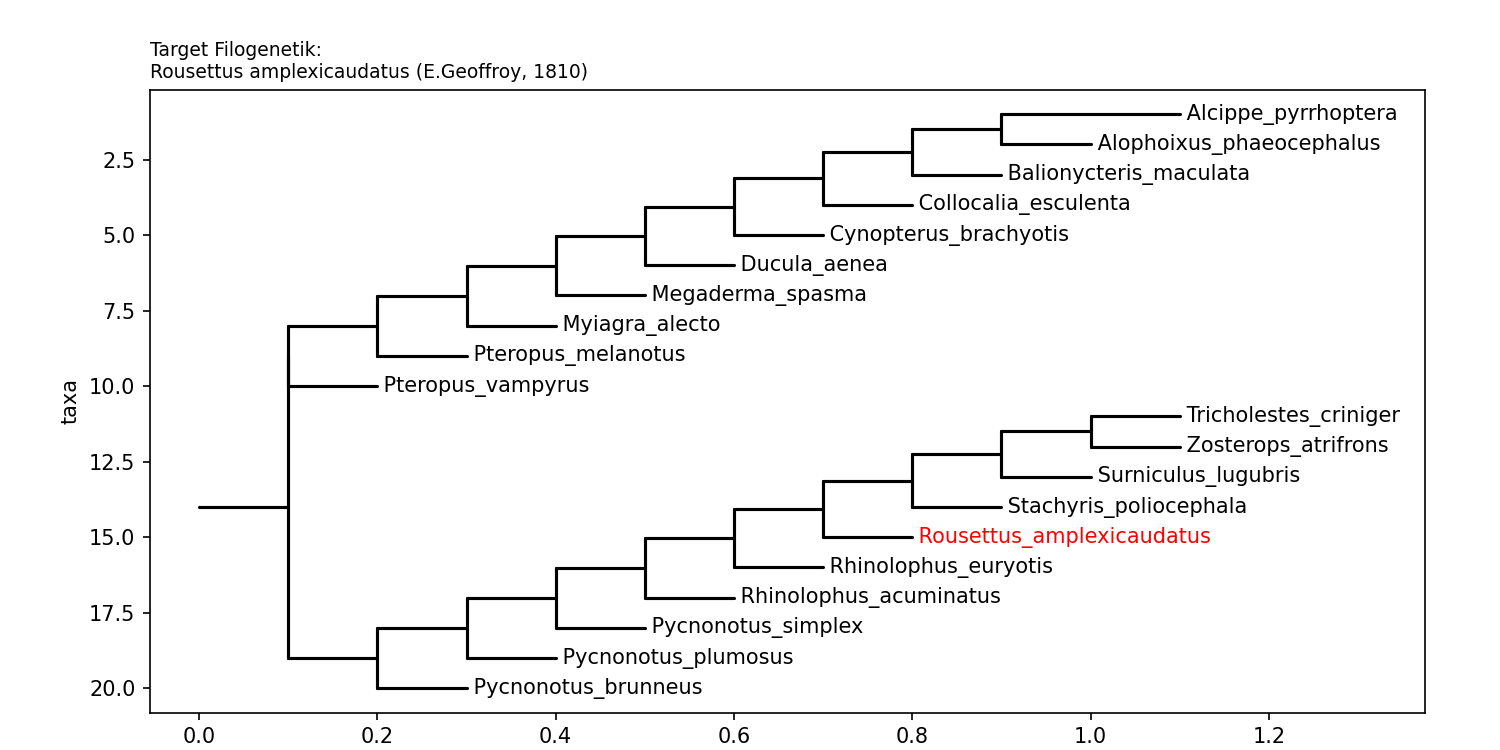 Target Filogenetik:
Rousettus amplexicaudatus (E.Geoffroy, 1810)
Alcippe_pyrrhoptera
Alophoixus_phaeocephalus
2.5
Balionycteris_maculata
Collocalia_esculenta
5.0
Cynopterus_brachyotis
Ducula_aenea
Megaderma_spasma
7.5
Myiagra_alecto
Pteropus_melanotus
10.0
Pteropus_vampyrus
taxa
Tricholestes_criniger
Zosterops_atrifrons
12.5
Surniculus_lugubris
Stachyris_poliocephala
15.0
Rousettus_amplexicaudatus
Rhinolophus_euryotis
Rhinolophus_acuminatus
17.5
Pycnonotus_simplex
Pycnonotus_plumosus
20.0
Pycnonotus_brunneus
0.0 0.2 0.4 0.6 0.8 1.0 1.2